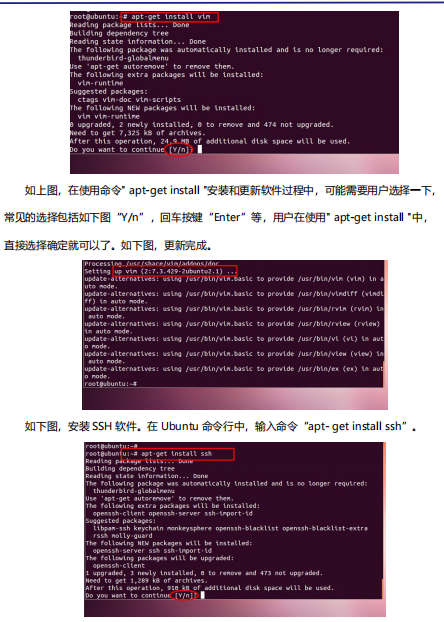 root@ubuntu:~# apt-get install vim
Reading package lists... Done
Building dependency tree
Reading state information... Done
The following package was automatically installed and is no longer required:
thunderbird-globalmenu
Use 'apt-get autoremove' to remove them.
The following extra packages will be installed:
vim-runtime
Suggested packages:
ctags vim-doc vim-scripts
The following NEW packages will be installed:
vim vim-runtime
0 upgraded, 2 newly installed, 0 to remove and 474 not upgraded.
Need to get 7,325 kB of archives.
After this operation, 24.9 MB of additional disk space will be used.
Do you want to continue [Y/n]?
如上图，在使用命令" apt-get install "安装和更新软件过程中，可能需要用户选择一下，
常见的选择包括如下图“Y/n”，回车按键“Enter”等，用户在使用" apt-get install "中，
直接选择确定就可以了。如下图，更新完成。
Processing /usr/share/vim/addons/doc
Setting up vim (2:7.3.429-2ubuntu2.1) ...
update-alternatives: using /usr/bin/vim.basic to provide /usr/bin/vim (vim) in a
uto mode.
update-alternatives: using /usr/bin/vim.basic to provide /usr/bin/vimdiff (vimdi
ff) in auto mode.
update-alternatives: using /usr/bin/vim.basic to provide /usr/bin/rvim (rvim) in
auto mode.
update-alternatives: using /usr/bin/vim.basic to provide /usr/bin/rview (rview)
in auto mode.
update-alternatives: using /usr/bin/vim.basic to provide /usr/bin/vi (vi) in aut
o mode.
update-alternatives: using /usr/bin/vim.basic to provide /usr/bin/view (view) in
auto mode.
update-alternatives: using /usr/bin/vim.basic to provide /usr/bin/ex (ex) in aut
o mode.
root@ubuntu:~#
如下图，安装 SSH 软件。在 Ubuntu 命令行中，输入命令“apt- get install ssh”。
root@ubuntu:~#
root@ubuntu:~# apt-get install ssh
Reading package lists... Done
Building dependency tree
Reading state information... Done
The following package was automatically installed and is no longer required:
thunderbird-globalmenu
Use 'apt-get autoremove' to remove them.
The following extra packages will be installed:
openssh-client openssh-server ssh-import-id
Suggested packages:
libpam-ssh keychain monkeysphere openssh-blacklist openssh-blacklist-extra
rssh molly-guard
The following NEW packages will be installed:
openssh-server ssh ssh-import-id
The following packages will be upgraded:
openssh-client
1 upgraded, 3 newly installed, 0 to remove and 473 not upgraded.
Need to get 1,289 kB of archives.
After this operation, 910 kB of additional disk space will be used.
Do you want to continue [Y/n]?